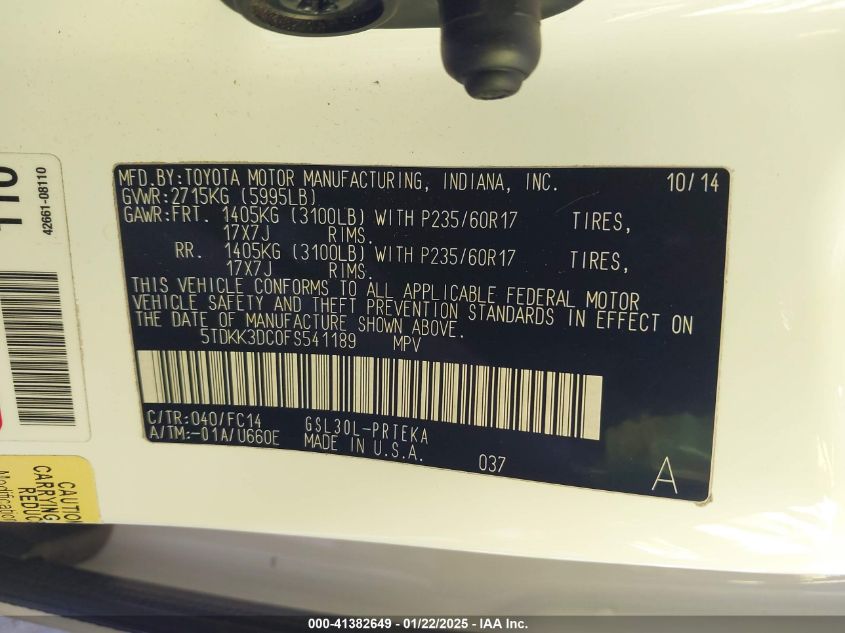 MFD.BY:TOYOTA MOTOR MANUFACTURING, INDIANA, INC. 10/14
GVWR:2715KG (5995LB)
GAWR:FRT. 1405KG (3100LB) WITH P235/60R17 TIRES,
17X7J RIMS.
RR. 1405KG (3100LB) WITH P235/60R17 TIRES,
17X7J RIMS.
THIS VEHICLE CONFORMS TO ALL APPLICABLE FEDERAL MOTOR
VEHICLE SAFETY AND THEFT PREVENTION STANDARDS IN EFFECT ON
THE DATE OF MANUFACTURE SHOWN ABOVE.
5TDKK3DC0FS541189 MPV
C/TR:040/FC14 GSL30L-PRTEKA
A/TM:-01A/U660E MADE IN U.S.A. 037
A
42661-08110
CAUTION
CARRYING
REDUC
Modification
000-41382649 - 01/22/2025 - IAA Inc.